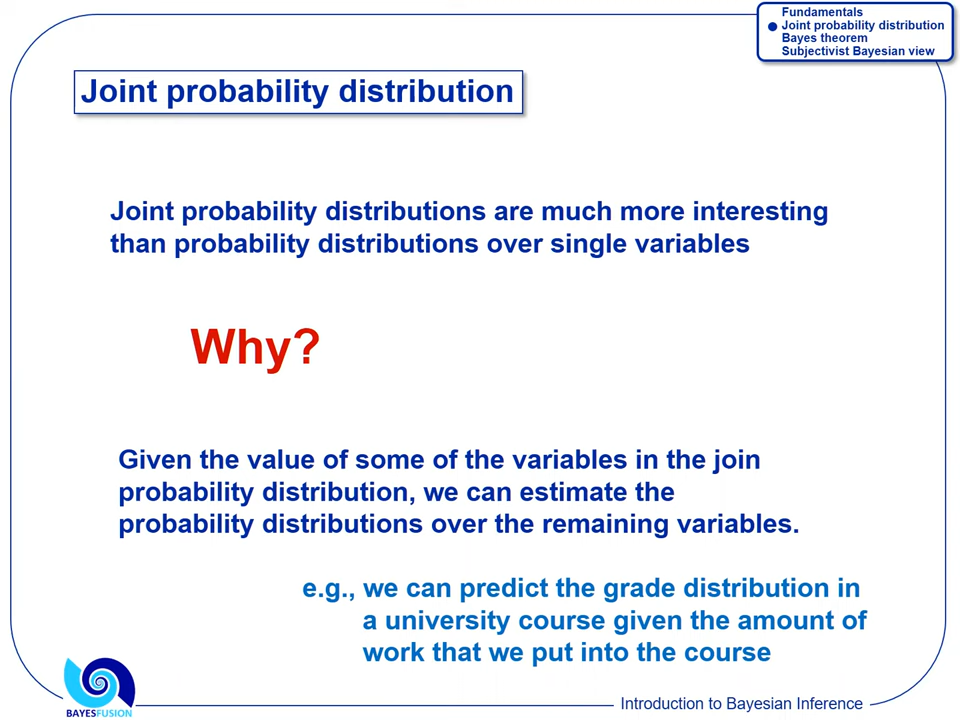 Fundamentals
Joint probability distribution
Bayes theorem
Subjectivist Bayesian view
Joint probability distribution
Joint probability distributions are much more interesting
than probability distributions over single variables
Why?
Given the value of some of the variables in the join
probability distribution, we can estimate the
probability distributions over the remaining variables.
e.g., we can predict the grade distribution in
a university course given the amount of
work that we put into the course
BAYESFUSION
Introduction to Bayesian Inference